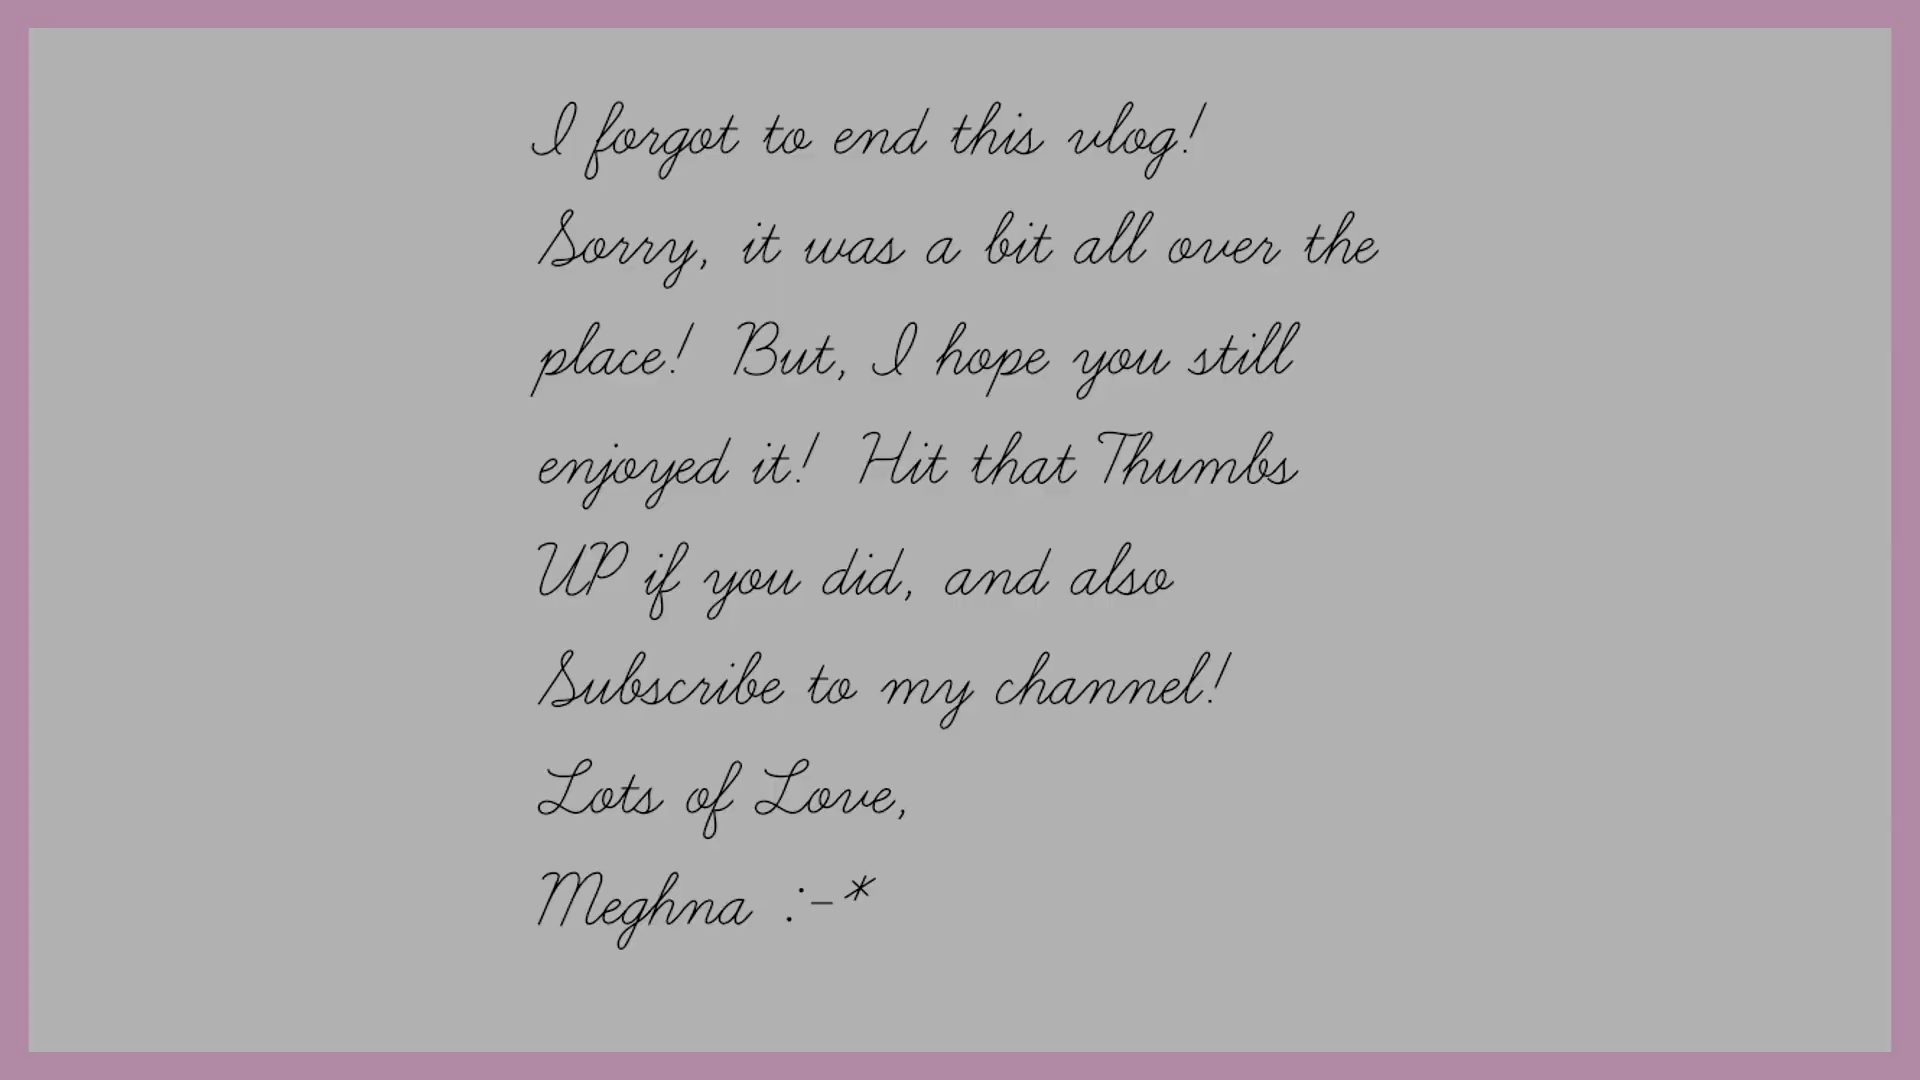 I forgot to end this vlog!
Sorry, it was a bit all over the
place! But, I hope you still
enjoyed it! Hit that Thumbs
UP if you did, and also
Subscribe to my channel!
Lots of Love,
Meghna :-*